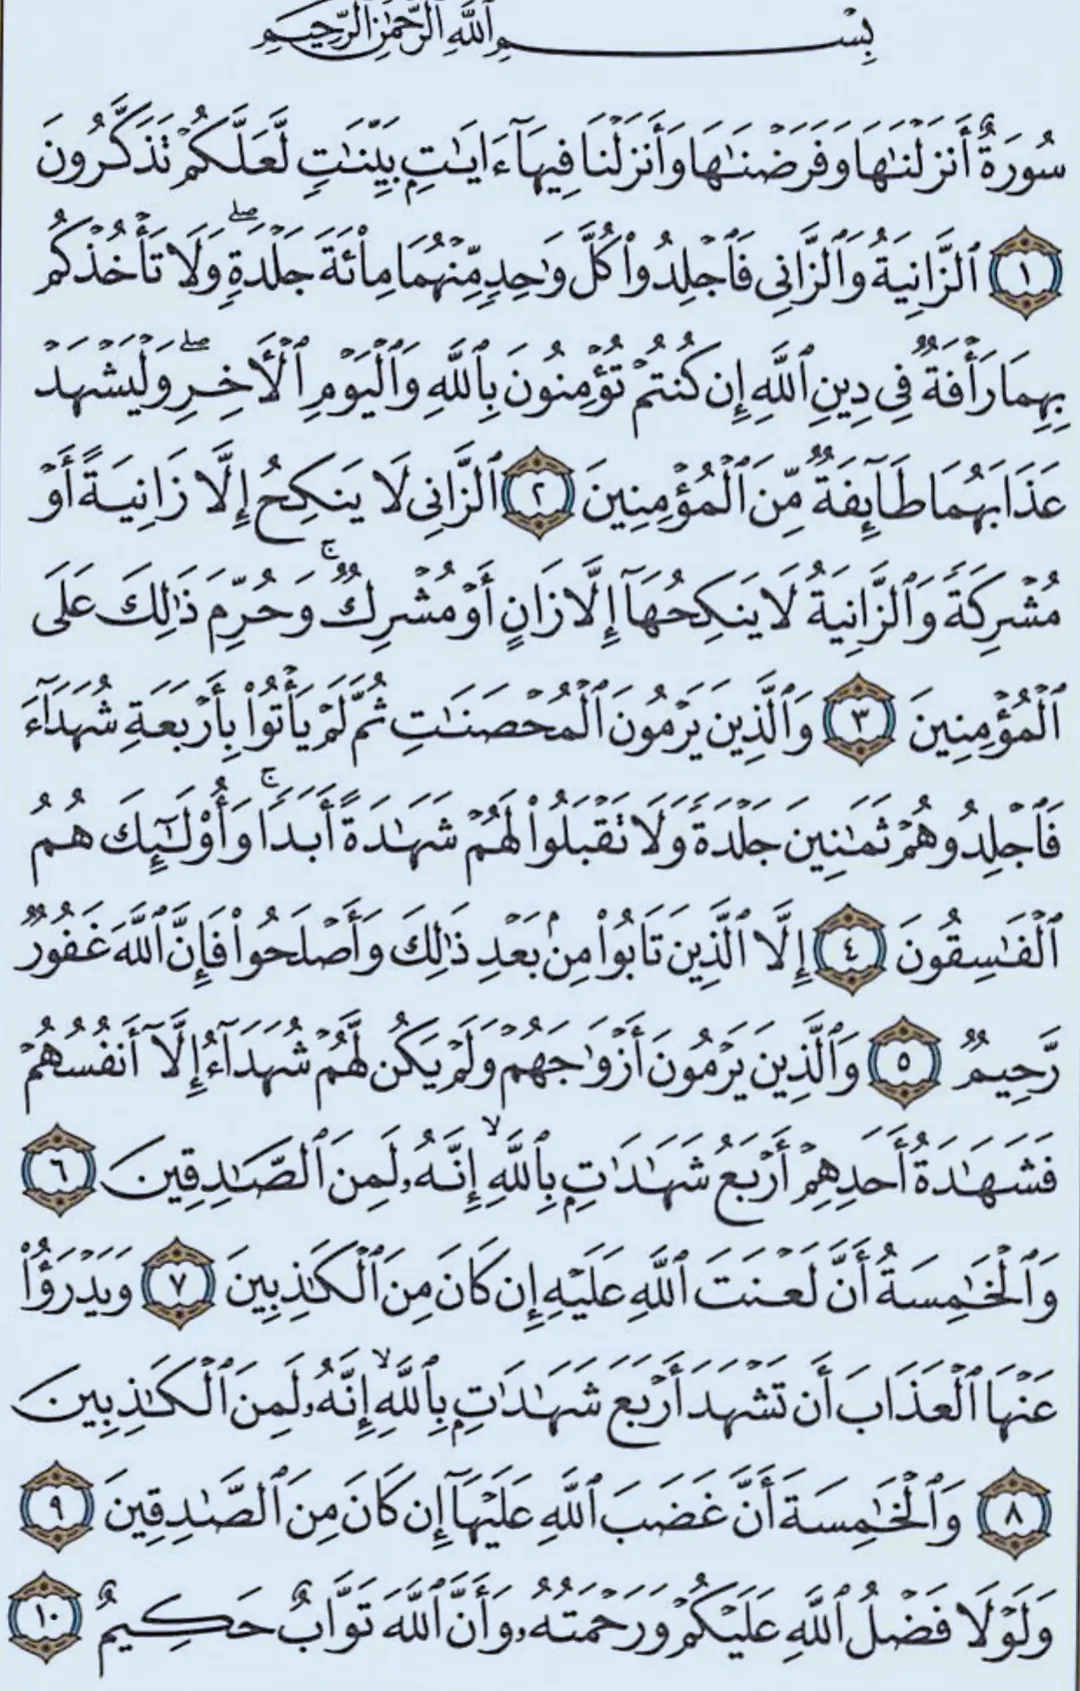 بِسْمِ ٱللَّهِ ٱلرَّحْمَٰنِ ٱلرَّحِيمِ
سُورَةٌ أَنزَلْنَٰهَا وَفَرَضْنَٰهَا وَأَنزَلْنَا فِيهَآ ءَايَٰتٍۭ بَيِّنَٰتٍ لَّعَلَّكُمْ تَذَكَّرُونَ
١ ٱلزَّانِيَةُ وَٱلزَّانِى فَٱجْلِدُوا۟ كُلَّ وَٰحِدٍ مِّنْهُمَا مِا۟ئَةَ جَلْدَةٍ ۖ وَلَا تَأْخُذْكُم
بِهِمَا رَأْفَةٌ فِى دِينِ ٱللَّهِ إِن كُنتُمْ تُؤْمِنُونَ بِٱللَّهِ وَٱلْيَوْمِ ٱلْأَخِرِ ۖ وَلْيَشْهَدْ
عَذَابَهُمَا طَآئِفَةٌ مِّنَ ٱلْمُؤْمِنِينَ ٢ ٱلزَّانِى لَا يَنكِحُ إِلَّا زَانِيَةً أَوْ
مُشْرِكَةً وَٱلزَّانِيَةُ لَا يَنكِحُهَآ إِلَّا زَانٍ أَوْ مُشْرِكٌ ۚ وَحُرِّمَ ذَٰلِكَ عَلَى
ٱلْمُؤْمِنِينَ ٣ وَٱلَّذِينَ يَرْمُونَ ٱلْمُحْصَنَٰتِ ثُمَّ لَمْ يَأْتُوا۟ بِأَرْبَعَةِ شُهَدَآءَ
فَٱجْلِدُوهُمْ ثَمَٰنِينَ جَلْدَةً وَلَا تَقْبَلُوا۟ لَهُمْ شَهَٰدَةً أَبَدًا ۚ وَأُو۟لَٰٓئِكَ هُمُ
ٱلْفَٰسِقُونَ ٤ إِلَّا ٱلَّذِينَ تَابُوا۟ مِنۢ بَعْدِ ذَٰلِكَ وَأَصْلَحُوا۟ فَإِنَّ ٱللَّهَ غَفُورٌ
رَّحِيمٌ ٥ وَٱلَّذِينَ يَرْمُونَ أَزْوَٰجَهُمْ وَلَمْ يَكُن لَّهُمْ شُهَدَآءُ إِلَّآ أَنفُسُهُمْ
فَشَهَٰدَةُ أَحَدِهِمْ أَرْبَعُ شَهَٰدَٰتٍۭ بِٱللَّهِ ۙ إِنَّهُۥ لَمِنَ ٱلصَّٰدِقِينَ ٦
وَٱلْخَٰمِسَةُ أَنَّ لَعْنَتَ ٱللَّهِ عَلَيْهِ إِن كَانَ مِنَ ٱلْكَٰذِبِينَ ٧ وَيَدْرَؤُا۟
عَنْهَا ٱلْعَذَابَ أَن تَشْهَدَ أَرْبَعَ شَهَٰدَٰتٍۭ بِٱللَّهِ ۙ إِنَّهُۥ لَمِنَ ٱلْكَٰذِبِينَ
٨ وَٱلْخَٰمِسَةَ أَنَّ غَضَبَ ٱللَّهِ عَلَيْهَآ إِن كَانَ مِنَ ٱلصَّٰدِقِينَ ٩
وَلَوْلَا فَضْلُ ٱللَّهِ عَلَيْكُمْ وَرَحْمَتُهُۥ وَأَنَّ ٱللَّهَ تَوَّابٌ حَكِيمٌ ١٠